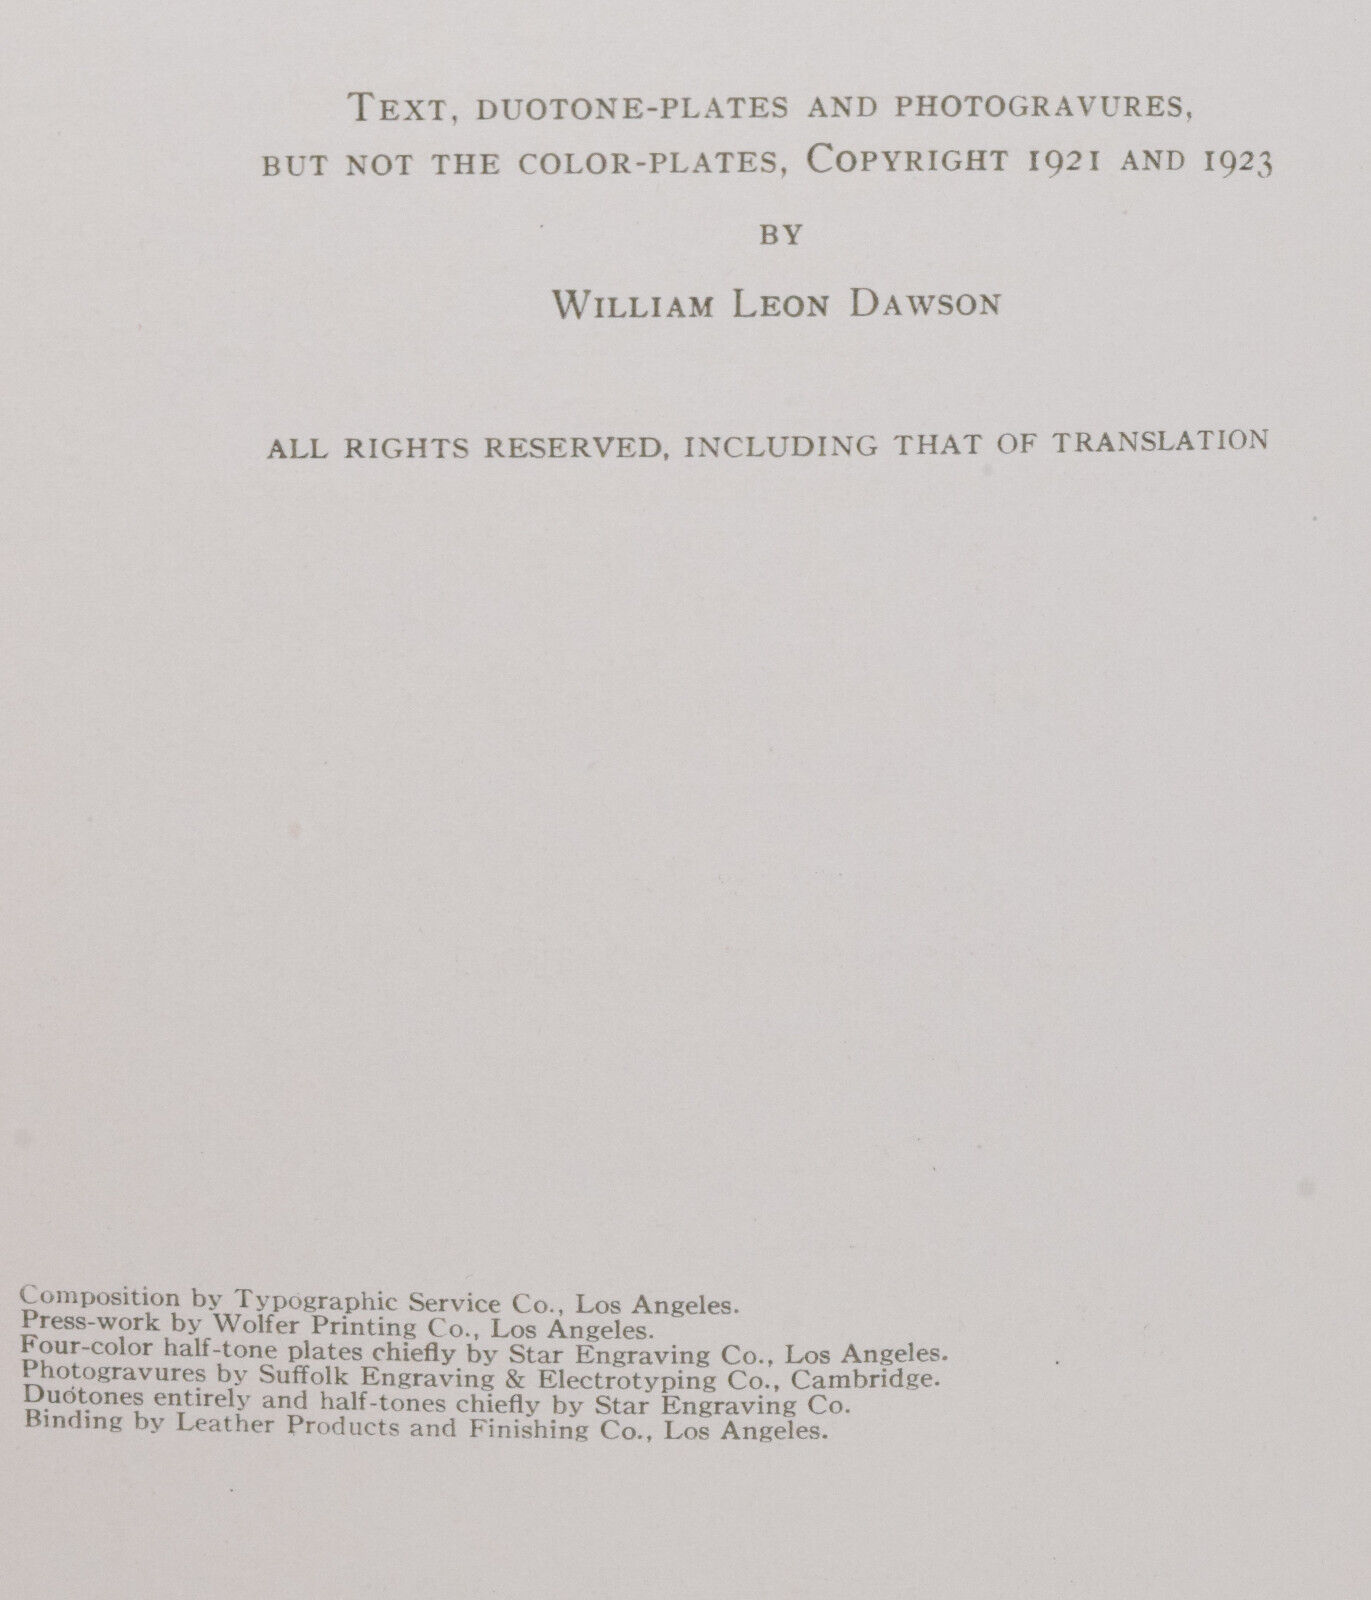 Text, duotone-plates and photogravures,
but not the color-plates, Copyright 1921 and 1923
by
William Leon Dawson
all rights reserved, including that of translation
Composition by Typographic Service Co., Los Angeles.
Press-work by Wolfer Printing Co., Los Angeles.
Four-color half-tone plates chiefly by Star Engraving Co., Los Angeles.
Photogravures by Suffolk Engraving & Electrotyping Co., Cambridge.
Duotones entirely and half-tones chiefly by Star Engraving Co.
Binding by Leather Products and Finishing Co., Los Angeles.